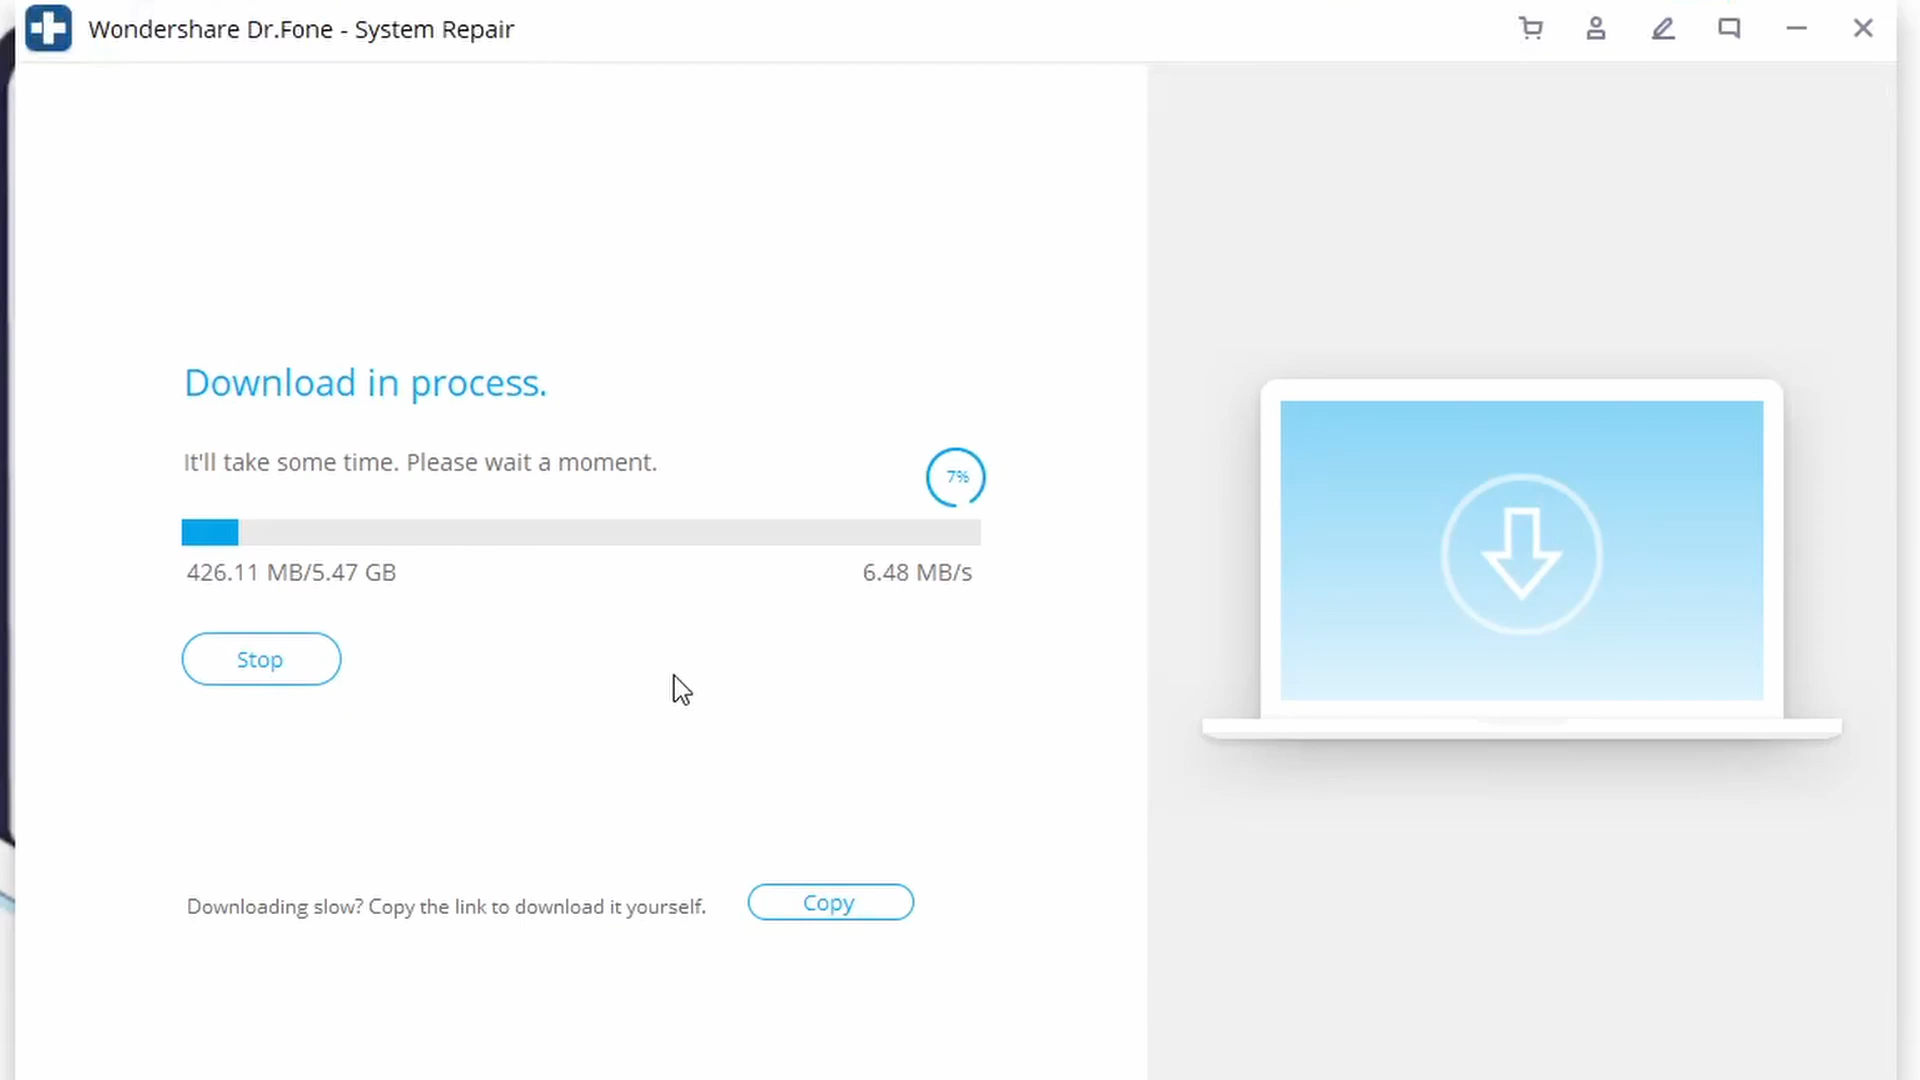 Wondershare Dr.Fone - System Repair
Download in process.
It'll take some time. Please wait a moment.
7%
426.11 MB/5.47 GB
6.48 MB/s
Stop
Downloading slow? Copy the link to download it yourself.
Copy